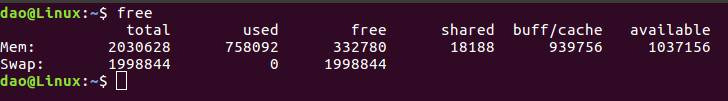 dao@Linux:~$ free
              total        used        free      shared  buff/cache   available
Mem:        2030628      758092      332780       18188      939756     1037156
Swap:       1998844           0     1998844
dao@Linux:~$